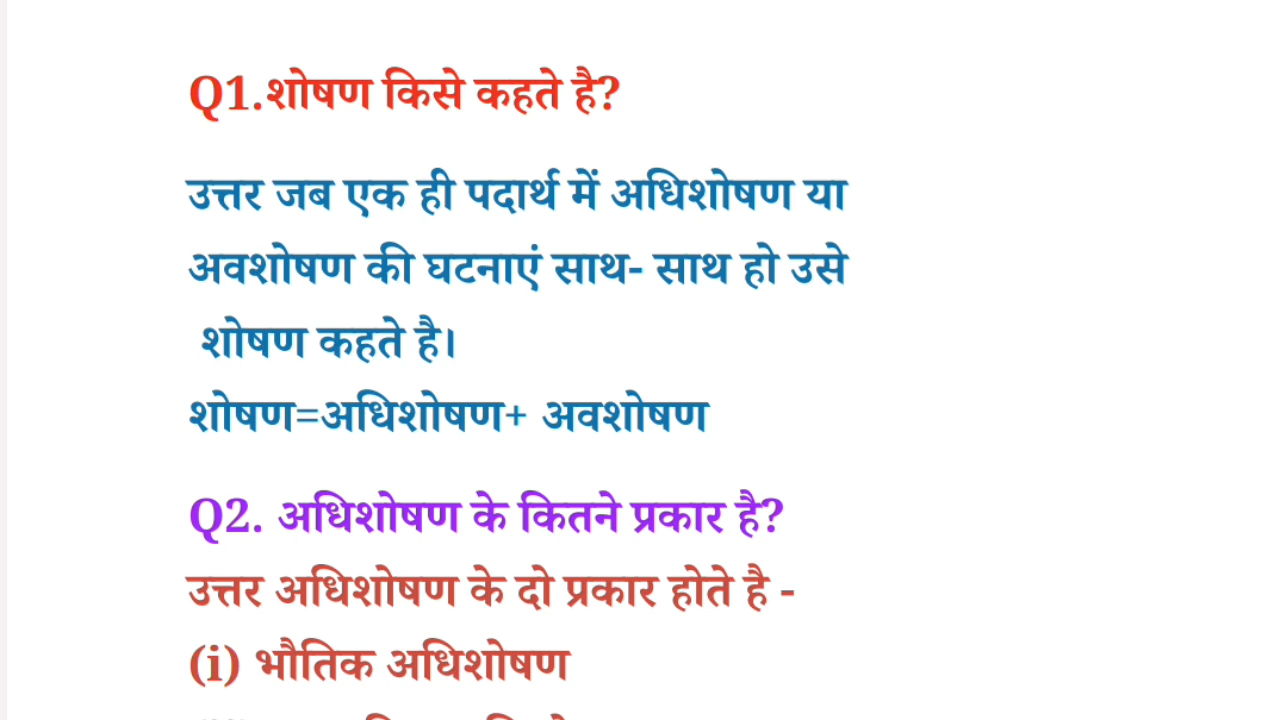 Q1.शोषण किसे कहते है?
उत्तर जब एक ही पदार्थ में अधिशोषण या
अवशोषण की घटनाएं साथ- साथ हो उसे
शोषण कहते है।
शोषण=अधिशोषण+ अवशोषण
Q2. अधिशोषण के कितने प्रकार है?
उत्तर अधिशोषण के दो प्रकार होते है -
(i) भौतिक अधिशोषण